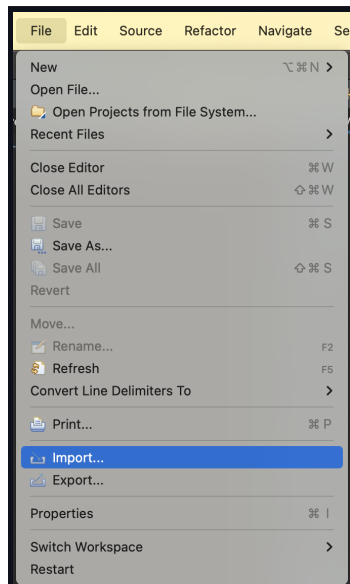 File Edit Source Refactor Navigate Se
New ⌥⌘N >
Open File...
Open Projects from File System...
Recent Files >
Close Editor ⌘W
Close All Editors ⇧⌘W
Save ⌘S
Save As...
Save All ⇧⌘S
Revert
Move...
Rename... F2
Refresh F5
Convert Line Delimiters To >
Print... ⌘P
Import...
Export...
Properties ⌘I
Switch Workspace >
Restart